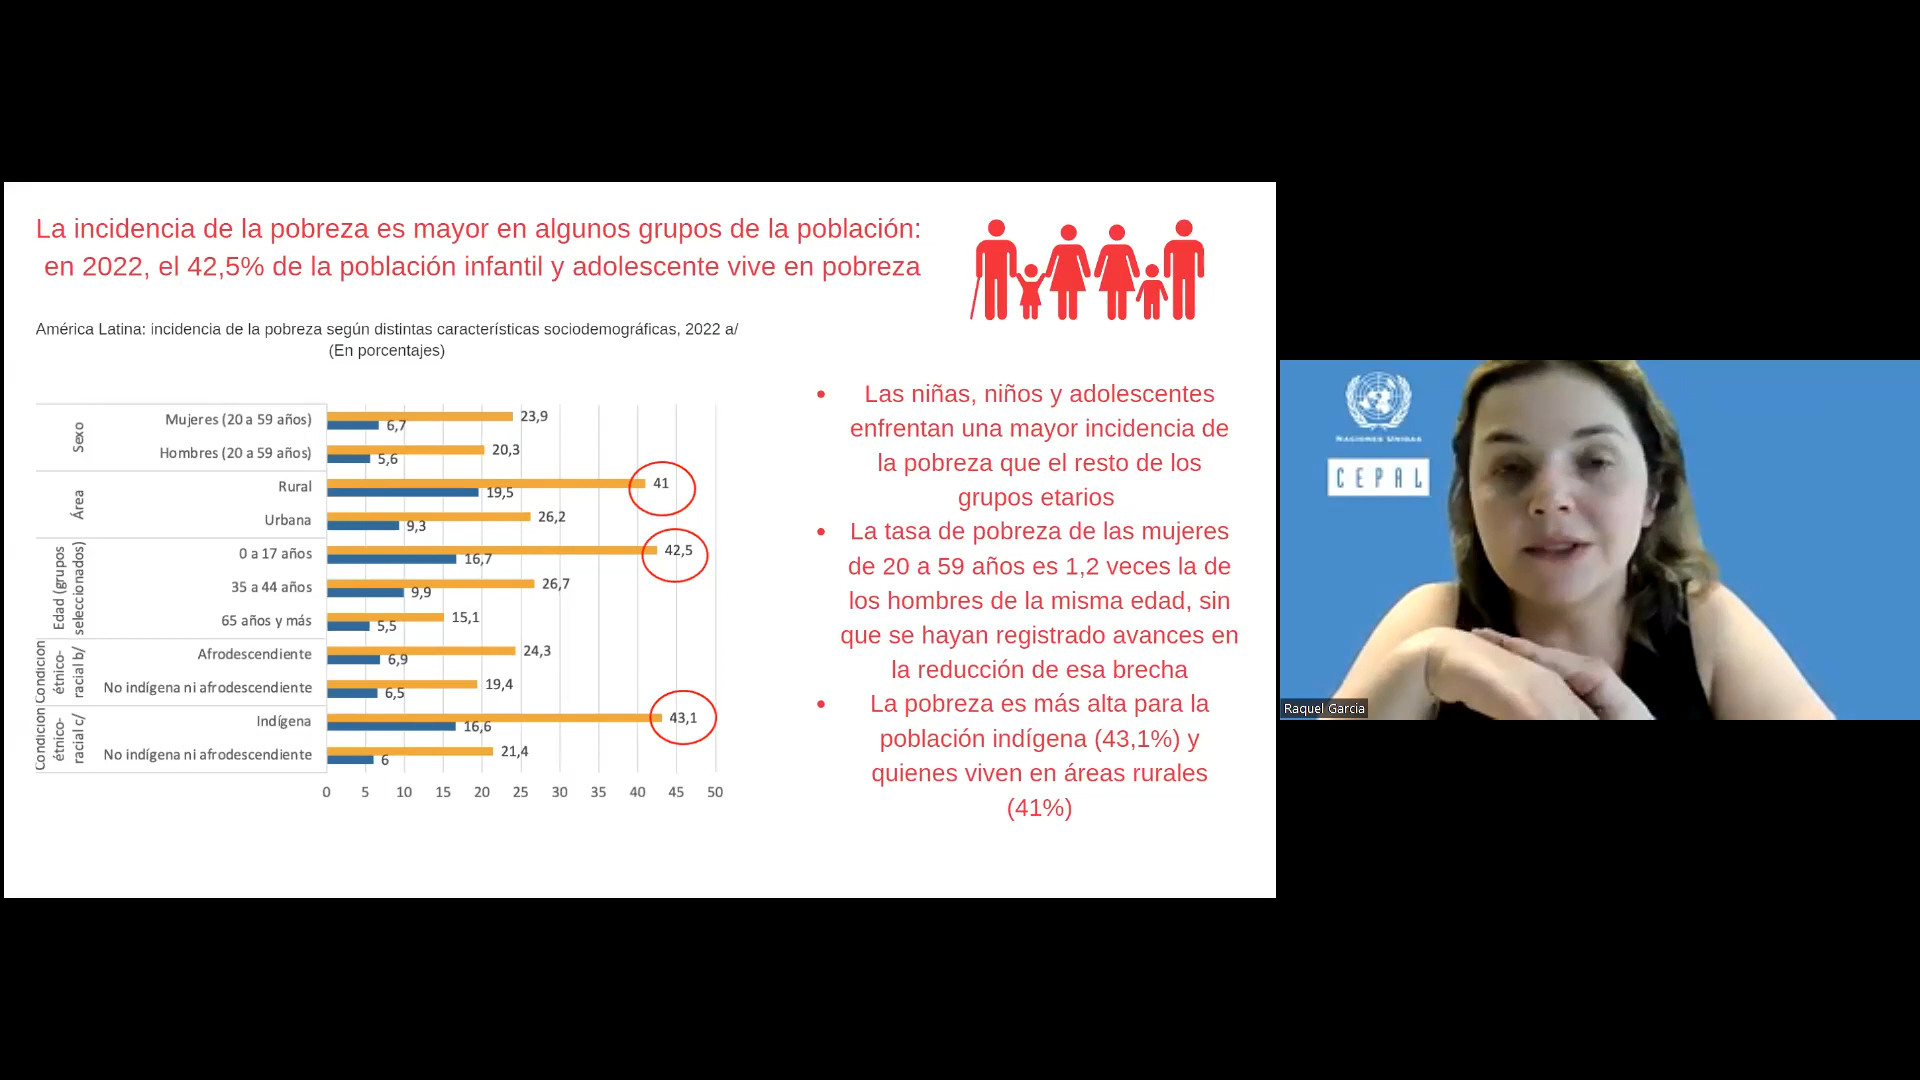 La incidencia de la pobreza es mayor en algunos grupos de la población:
en 2022, el 42,5% de la población infantil y adolescente vive en pobreza
América Latina: incidencia de la pobreza según distintas características sociodemográficas, 2022 a/
(En porcentajes)
Sexo
Mujeres (20 a 59 años)
23,9
6,7
Hombres (20 a 59 años)
20,3
5,6
Área
Rural
41
19,5
Urbana
26,2
9,3
Edad (grupos
seleccionados)
0 a 17 años
42,5
16,7
35 a 44 años
26,7
9,9
65 años y más
15,1
5,5
Condicion
étnico-
racial b/
Afrodescendiente
24,3
6,9
No indígena ni afrodescendiente
19,4
6,5
Condicion
étnico-
racial c/
Indígena
43,1
16,6
No indígena ni afrodescendiente
21,4
6
0 5 10 15 20 25 30 35 40 45 50
• Las niñas, niños y adolescentes
enfrentan una mayor incidencia de
la pobreza que el resto de los
grupos etarios
• La tasa de pobreza de las mujeres
de 20 a 59 años es 1,2 veces la de
los hombres de la misma edad, sin
que se hayan registrado avances en
la reducción de esa brecha
• La pobreza es más alta para la
población indígena (43,1%) y
quienes viven en áreas rurales
(41%)
NACIONES UNIDAS
CEPAL
Raquel Garcia